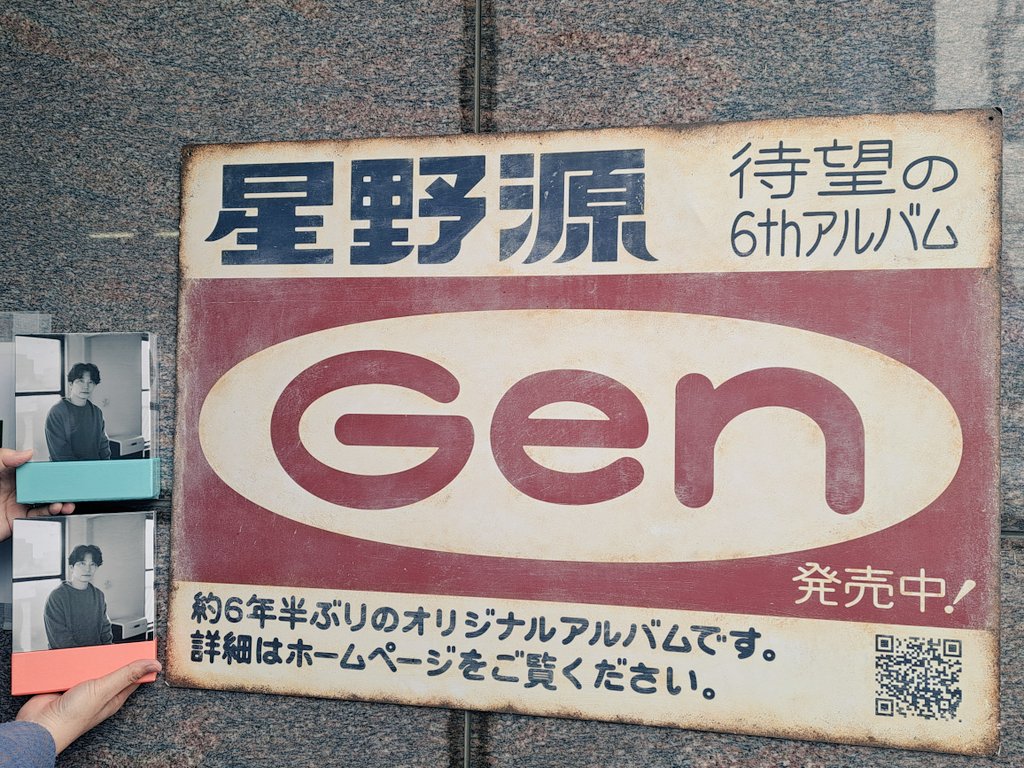 星野源
待望の
6thアルバム
Gen
発売中!
約6年半ぶりのオリジナルアルバムです。
詳細はホームページをご覧ください。